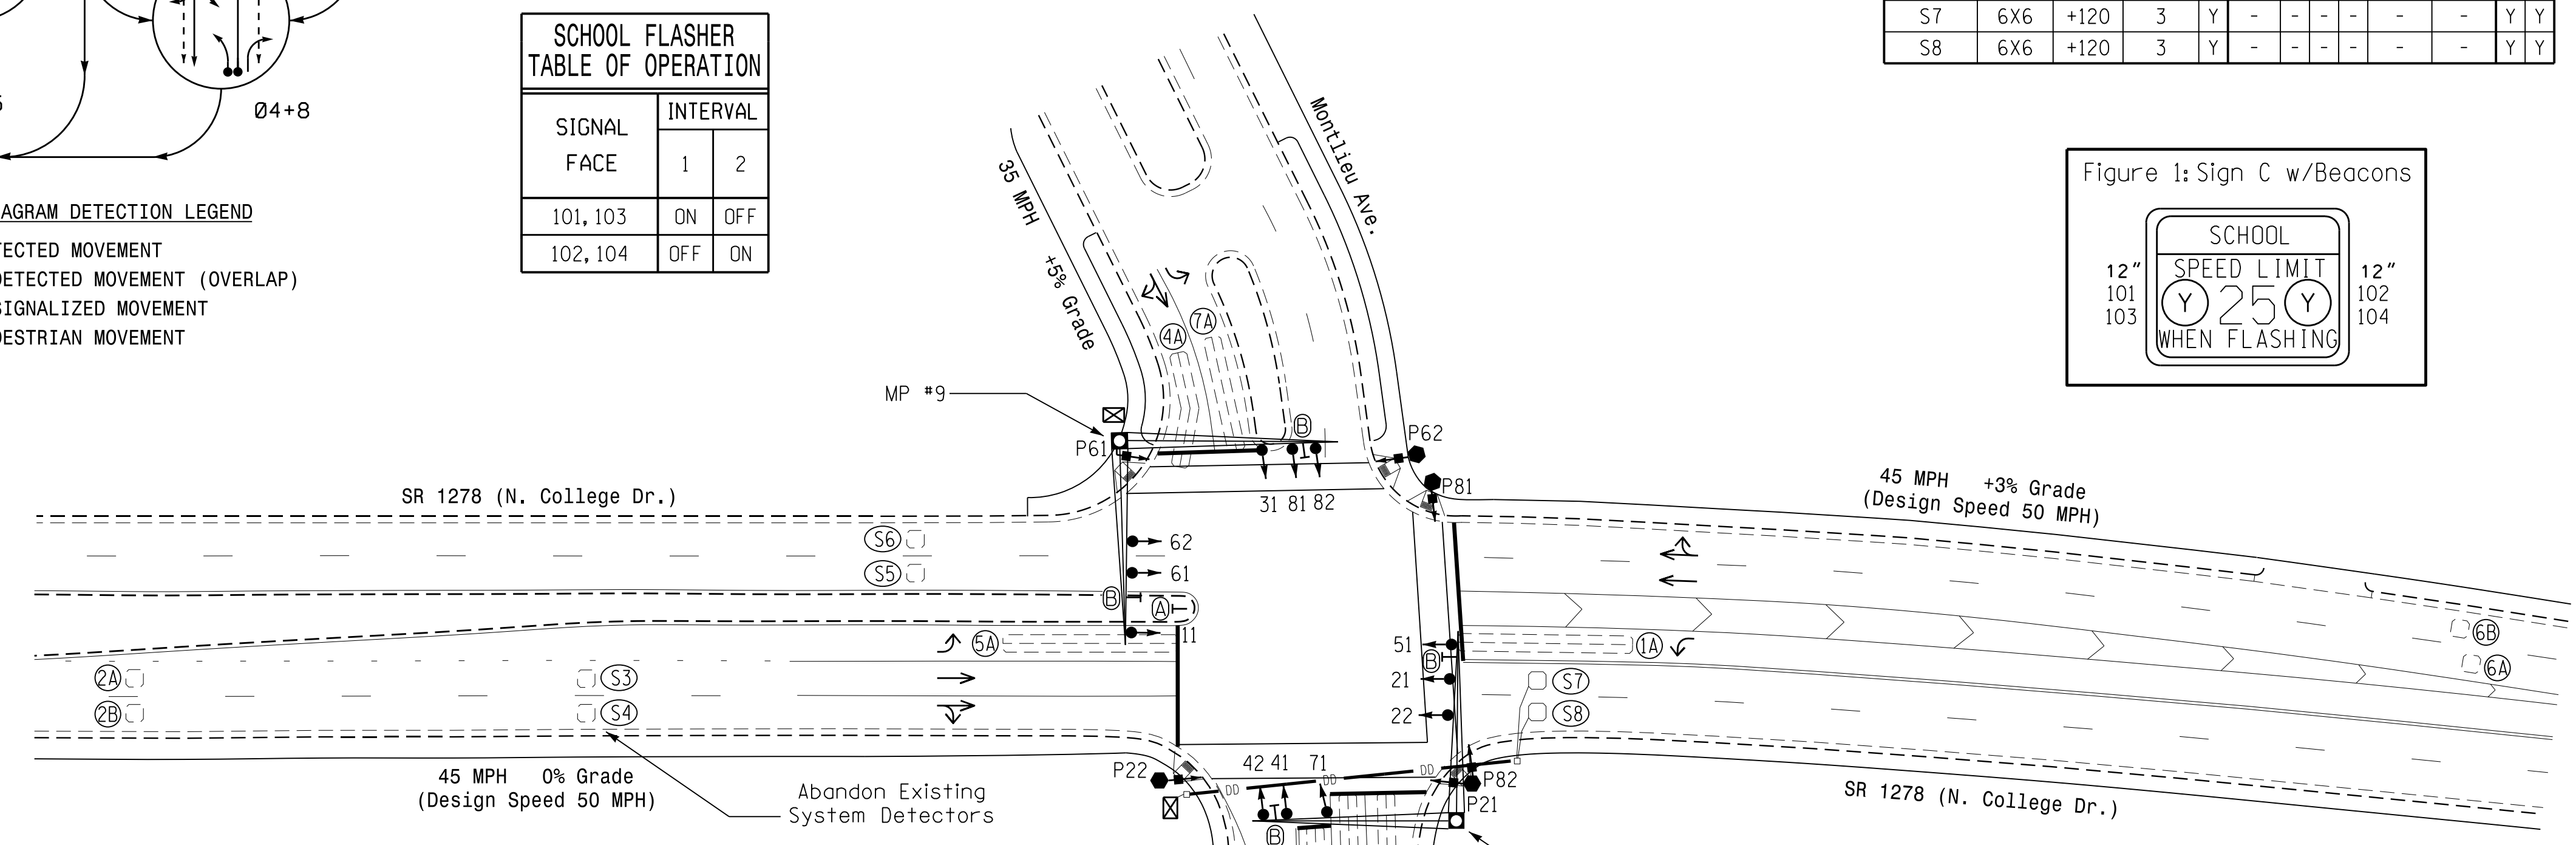 S7 6X6 +120 3 Y - - - - - - Y Y
S8 6X6 +120 3 Y - - - - - - Y Y
Ø4+8
SCHOOL FLASHER
TABLE OF OPERATION
SIGNAL FACE INTERVAL
1 2
101,103 ON OFF
102,104 OFF ON
AGRAM DETECTION LEGEND
TECTED MOVEMENT
DETECTED MOVEMENT (OVERLAP)
SIGNALIZED MOVEMENT
DESTRIAN MOVEMENT
Figure 1: Sign C w/Beacons
SCHOOL
SPEED LIMIT
Y 25 Y
WHEN FLASHING
12"
101
103
12"
102
104
Montlieu Ave.
35 MPH +5% Grade
4A
7A
MP #9
P61
B
P62
P81
31 81 82
SR 1278 (N. College Dr.)
45 MPH +3% Grade
(Design Speed 50 MPH)
S6
S5
62
61
B
A
11
5A
51
B
1A
6B
6A
2A
2B
S3
S4
21
22
S7
S8
45 MPH 0% Grade
(Design Speed 50 MPH)
Abandon Existing
System Detectors
P22
42 41 71
DD
DD
DD
B
P82
P21
SR 1278 (N. College Dr.)